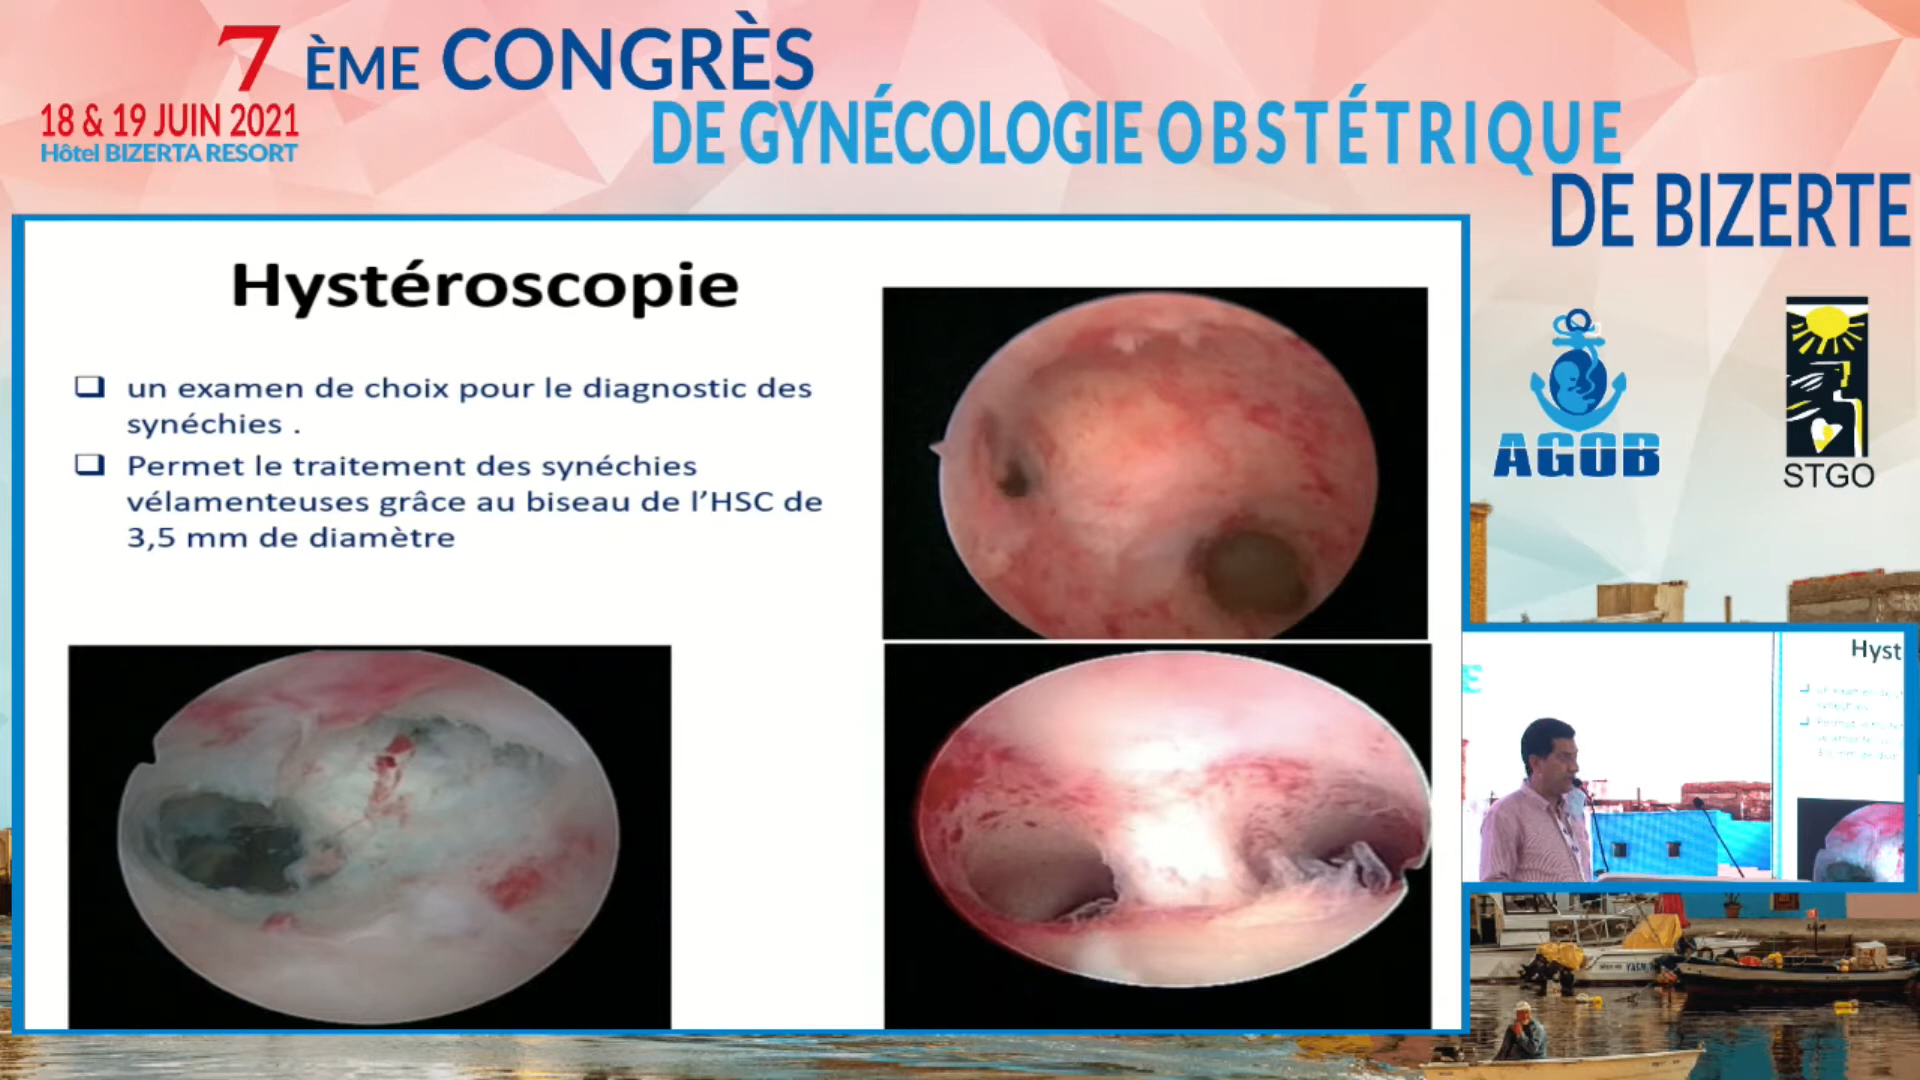 7 ÈME CONGRÈS
DE GYNÉCOLOGIE OBSTÉTRIQUE
DE BIZERTE
18 & 19 JUIN 2021
Hôtel BIZERTA RESORT
Hystéroscopie
❑ un examen de choix pour le diagnostic des
synéchies .
❑ Permet le traitement des synéchies
vélamenteuses grâce au biseau de l’HSC de
3,5 mm de diamètre
AGOB
STGO
E
Hyst